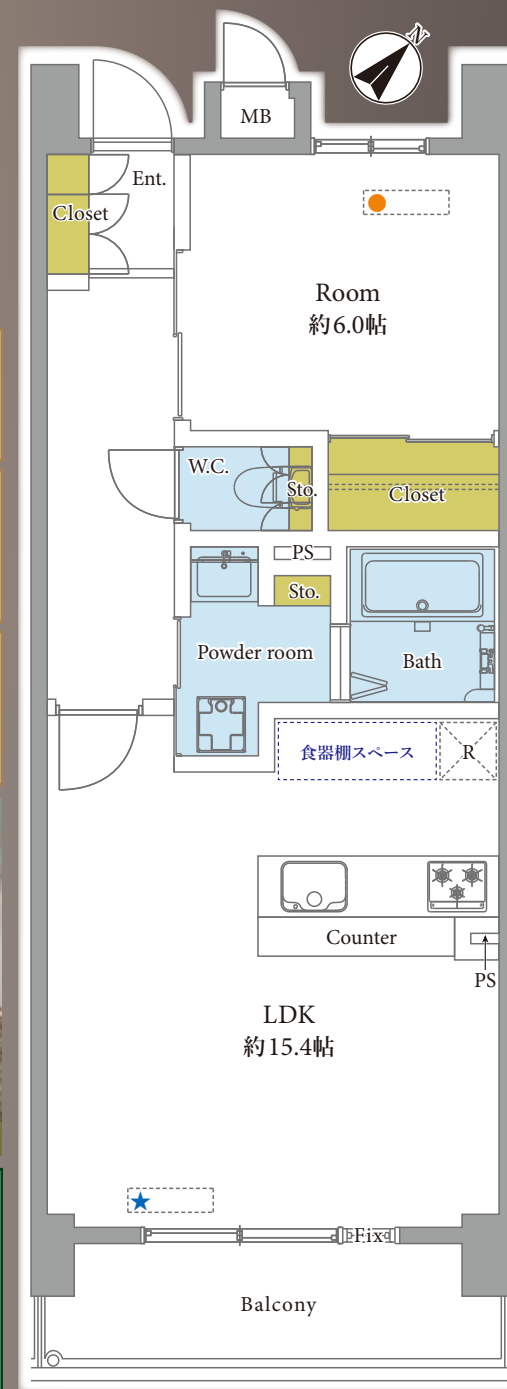 N
MB
Ent.
Closet
Room
約6.0帖
W.C.
Sto.
Closet
PS
Sto.
Powder room
Bath
食器棚スペース
R
Counter
PS
LDK
約15.4帖
Fix
Balcony